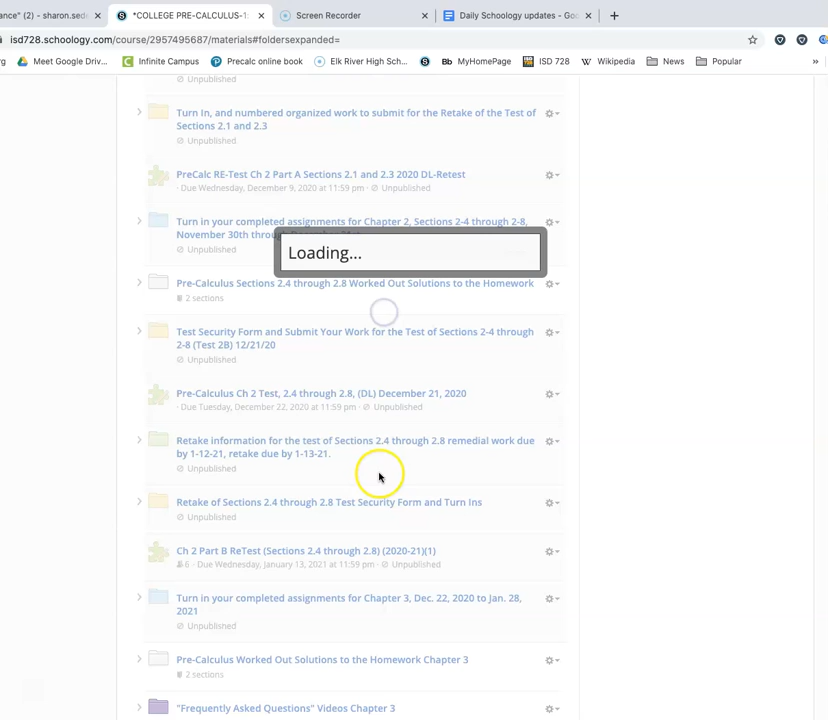 ance" (2) - sharon.sed × *COLLEGE PRE-CALCULUS-1: × Screen Recorder × Daily Schoology updates - Goo × +
isd728.schoology.com/course/2957495687/materials#foldersexpanded=
rg Meet Google Driv... Infinite Campus Precalc online book Elk River High Sch... Bb MyHomePage ISD 728 Wikipedia News Popular »
Unpublished
Turn In, and numbered organized work to submit for the Retake of the Test of
Sections 2.1 and 2.3
Unpublished
PreCalc RE-Test Ch 2 Part A Sections 2.1 and 2.3 2020 DL-Retest
· Due Wednesday, December 9, 2020 at 11:59 pm · Unpublished
Turn in your completed assignments for Chapter 2, Sections 2-4 through 2-8,
November 30th through
Unpublished
Loading...
Pre-Calculus Sections 2.4 through 2.8 Worked Out Solutions to the Homework
2 sections
Test Security Form and Submit Your Work for the Test of Sections 2-4 through
2-8 (Test 2B) 12/21/20
Unpublished
Pre-Calculus Ch 2 Test, 2.4 through 2.8, (DL) December 21, 2020
· Due Tuesday, December 22, 2020 at 11:59 pm · Unpublished
Retake information for the test of Sections 2.4 through 2.8 remedial work due
by 1-12-21, retake due by 1-13-21.
Unpublished
Retake of Sections 2.4 through 2.8 Test Security Form and Turn Ins
Unpublished
Ch 2 Part B ReTest (Sections 2.4 through 2.8) (2020-21)(1)
6 · Due Wednesday, January 13, 2021 at 11:59 pm · Unpublished
Turn in your completed assignments for Chapter 3, Dec. 22, 2020 to Jan. 28,
2021
Unpublished
Pre-Calculus Worked Out Solutions to the Homework Chapter 3
2 sections
"Frequently Asked Questions" Videos Chapter 3